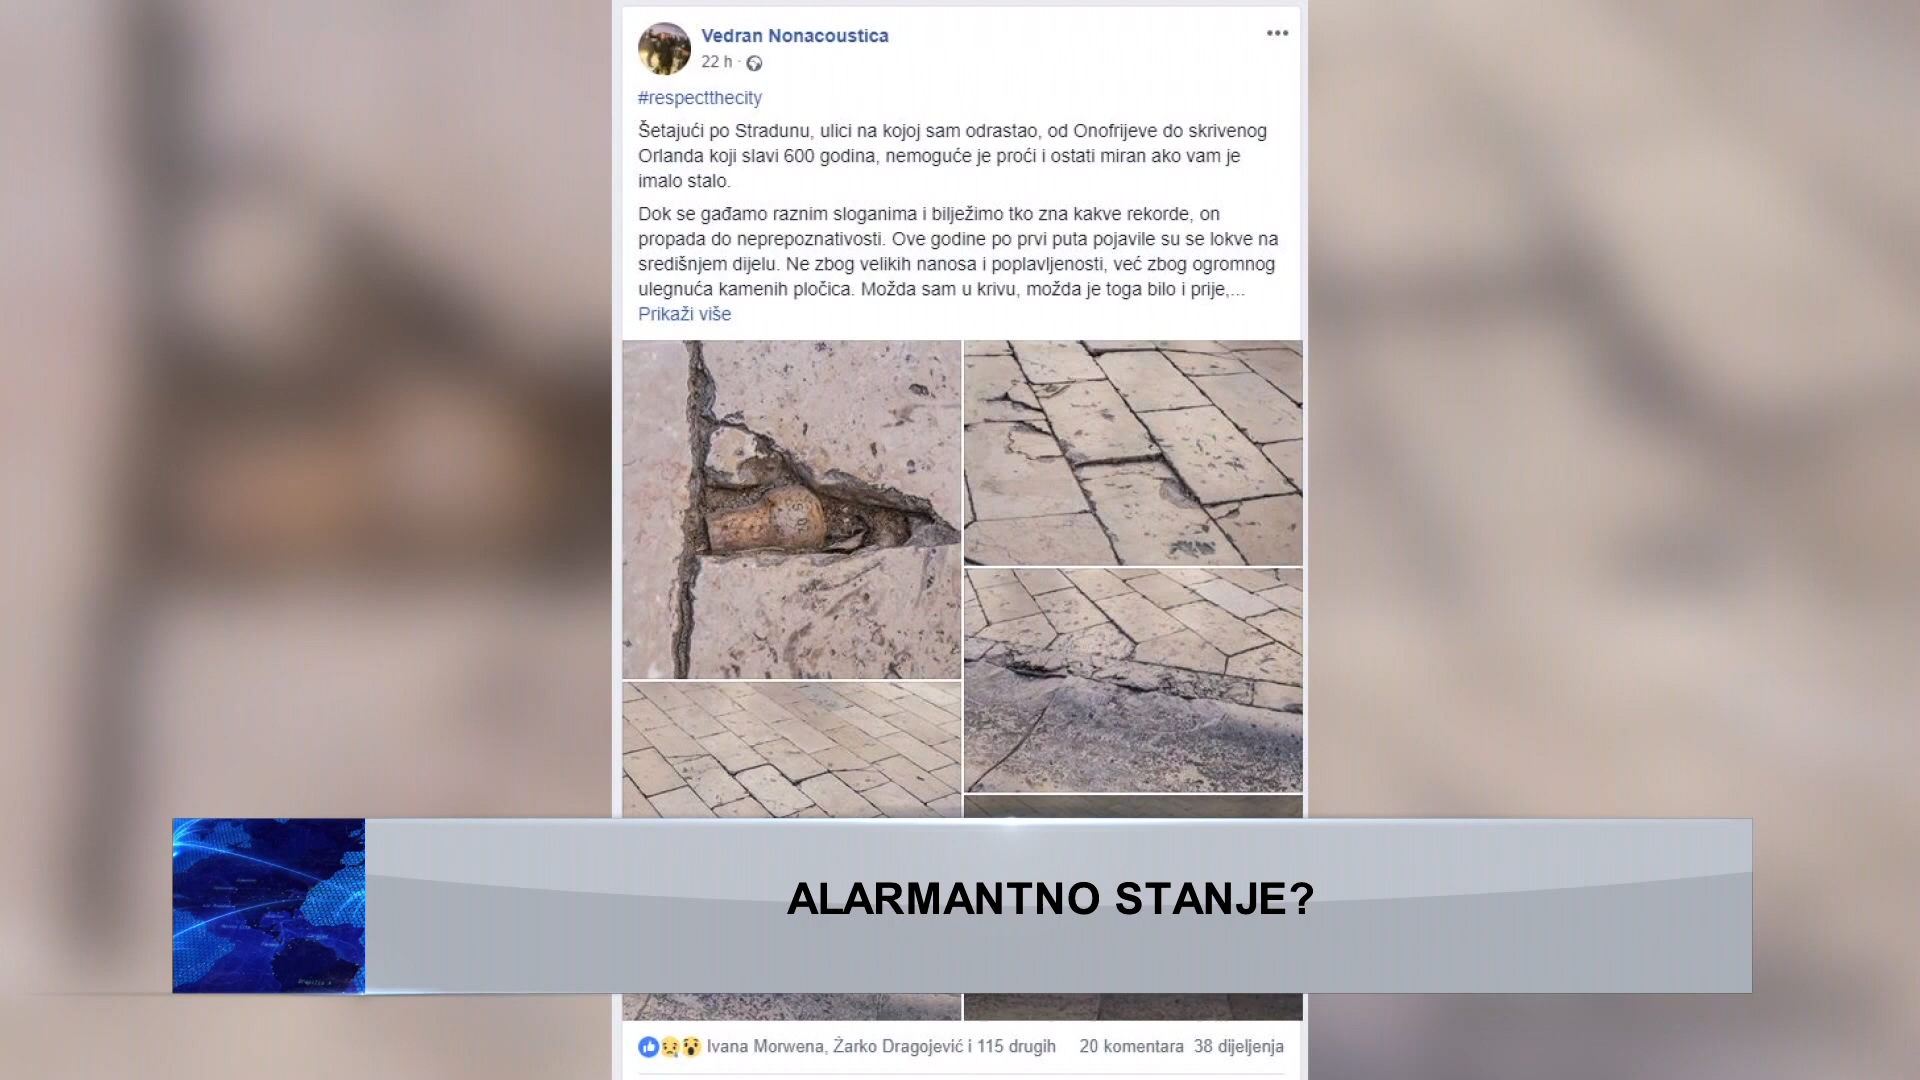 Vedran Nonacoustica
22 h ·
#respectthecity
Šetajući po Stradunu, ulici na kojoj sam odrastao, od Onofrijeve do skrivenog
Orlanda koji slavi 600 godina, nemoguće je proći i ostati miran ako vam je
imalo stalo.
Dok se gađamo raznim sloganima i bilježimo tko zna kakve rekorde, on
propada do neprepoznativosti. Ove godine po prvi puta pojavile su se lokve na
središnjem dijelu. Ne zbog velikih nanosa i poplavljenosti, već zbog ogromnog
ulegnuća kamenih pločica. Možda sam u krivu, možda je toga bilo i prije,...
Prikaži više
ALARMANTNO STANJE?
Ivana Morwena, Žarko Dragojević i 115 drugih 20 komentara 38 dijeljenja